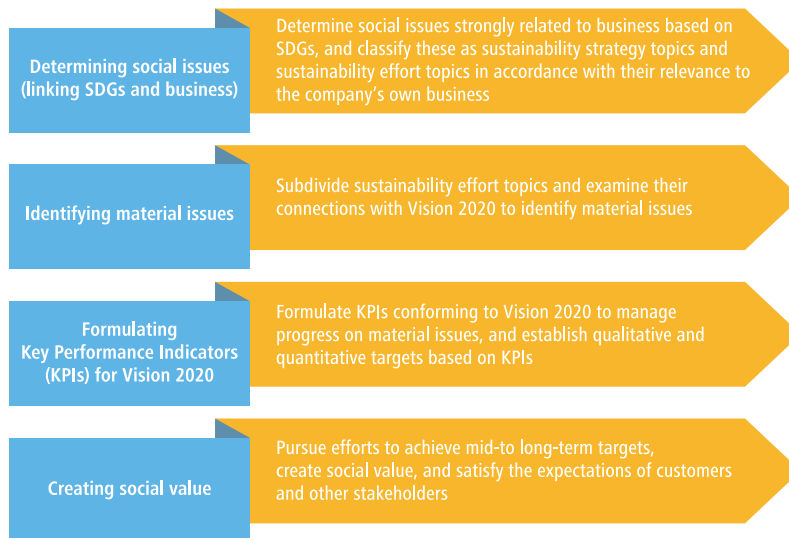 Determining social issues
(linking SDGs and business)
Determine social issues strongly related to business based on
SDGs, and classify these as sustainability strategy topics and
sustainability effort topics in accordance with their relevance to
the company's own business
Identifying material issues
Subdivide sustainability effort topics and examine their
connections with Vision 2020 to identify material issues
Formulating
Key Performance Indicators
(KPIs) for Vision 2020
Formulate KPIs conforming to Vision 2020 to manage
progress on material issues, and establish qualitative and
quantitative targets based on KPIs
Creating social value
Pursue efforts to achieve mid-to long-term targets,
create social value, and satisfy the expectations of customers
and other stakeholders